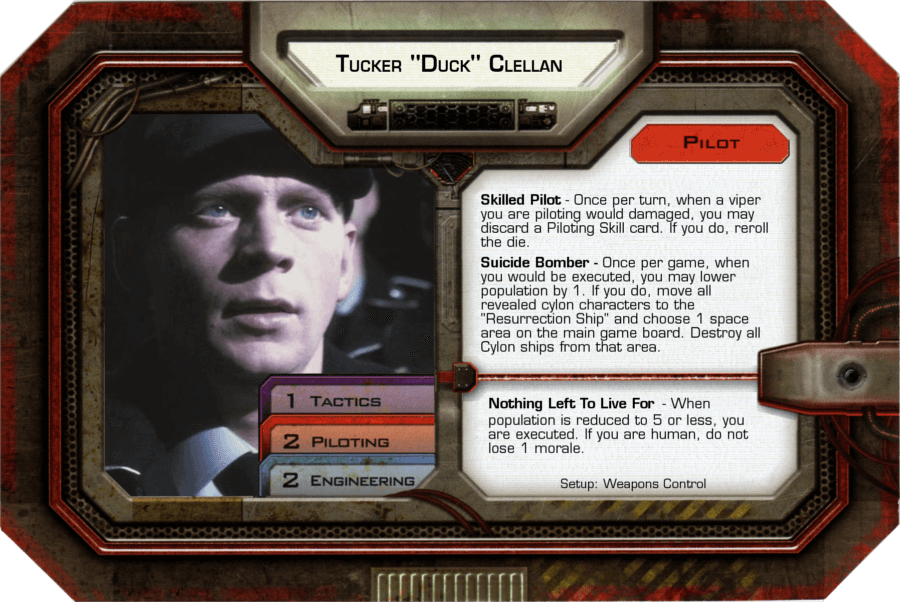 Tucker "Duck" Clellan
Pilot
Skilled Pilot - Once per turn, when a viper
you are piloting would damaged, you may
discard a Piloting Skill card. If you do, reroll
the die.
Suicide Bomber - Once per game, when
you would be executed, you may lower
population by 1. If you do, move all
revealed cylon characters to the
"Resurrection Ship" and choose 1 space
area on the main game board. Destroy all
Cylon ships from that area.
1 Tactics
2 Piloting
2 Engineering
Nothing Left To Live For - When
population is reduced to 5 or less, you
are executed. If you are human, do not
lose 1 morale.
Setup: Weapons Control